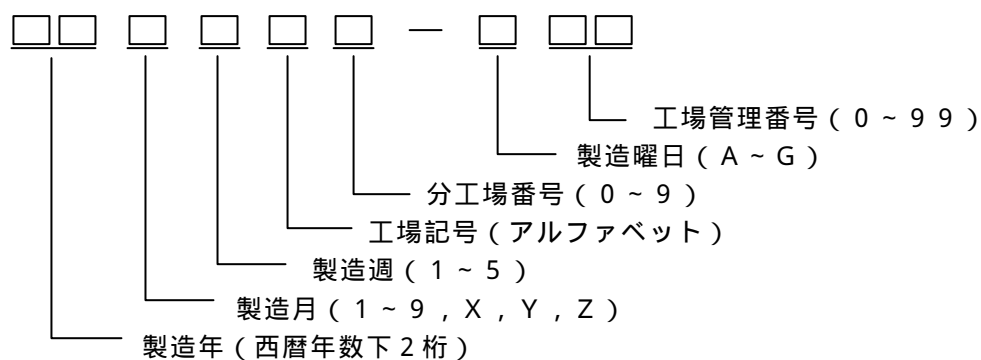 □□ □ □ □ □ — □ □□
工場管理番号(0~99)
製造曜日(A~G)
分工場番号(0~9)
工場記号(アルファベット)
製造週(1~5)
製造月(1~9,X,Y,Z)
製造年(西暦年数下2桁)